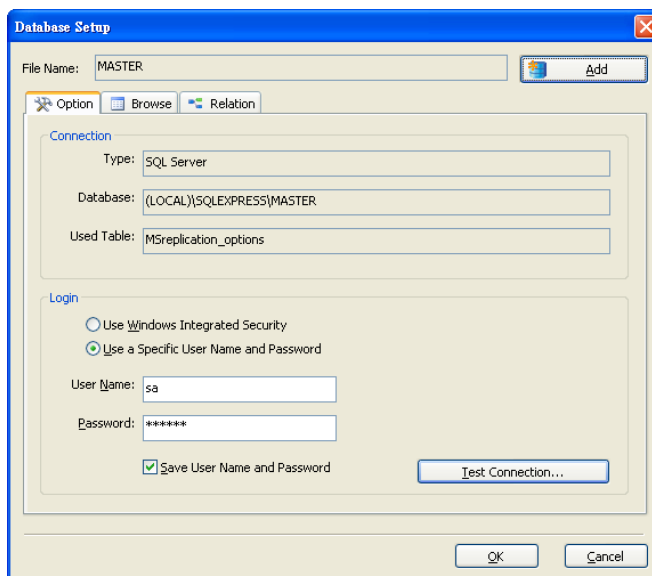 Database Setup
File Name: MASTER
Add
Option Browse Relation
Connection
Type: SQL Server
Database: (LOCAL)\SQLEXPRESS\MASTER
Used Table: MSreplication_options
Login
Use Windows Integrated Security
Use a Specific User Name and Password
User Name: sa
Password: ******
Save User Name and Password
Test Connection...
OK Cancel